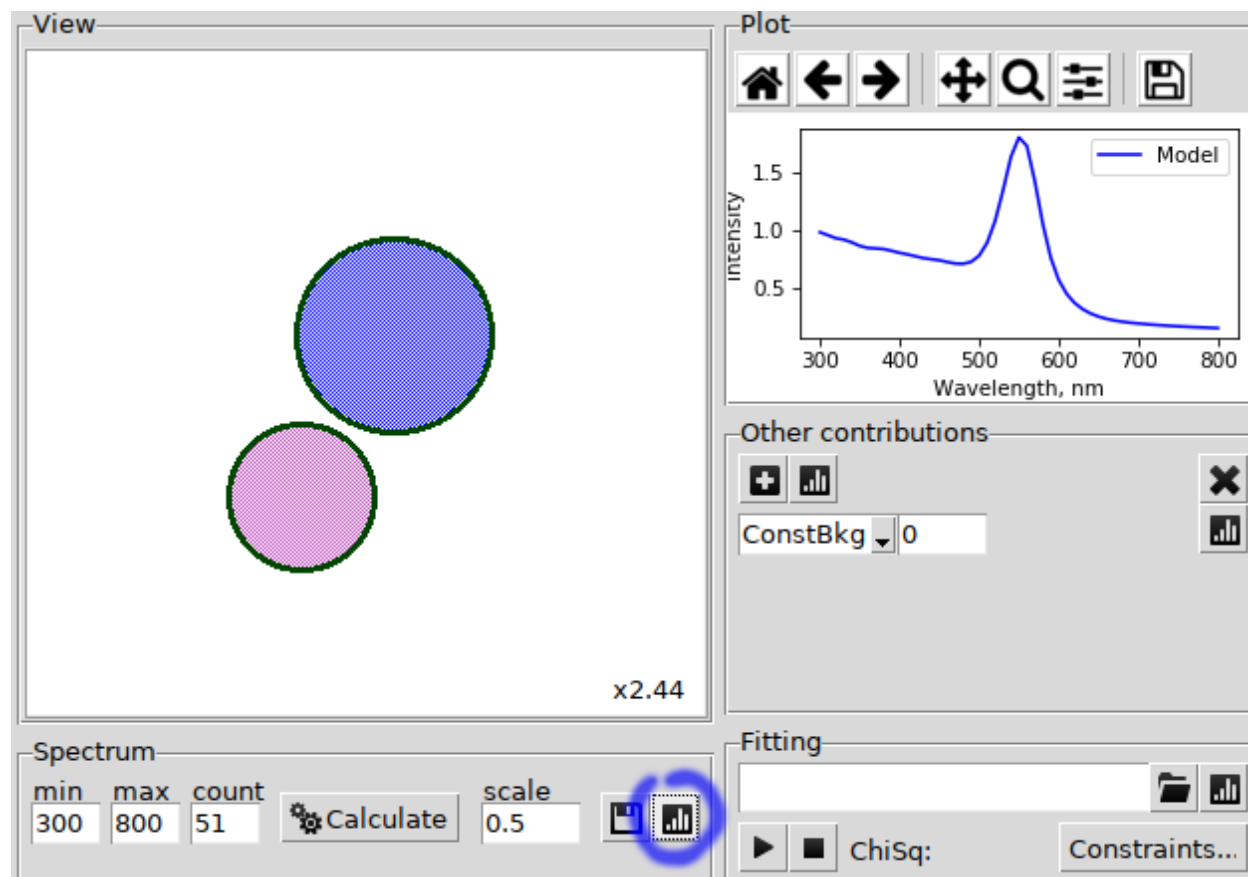 View
x2.44
Spectrum
min max count scale
300 800 51 Calculate 0.5
Plot
Model
Intensity
1.5
1.0
0.5
300 400 500 600 700 800
Wavelength, nm
Other contributions
ConstBkg 0
Fitting
ChiSq: Constraints...